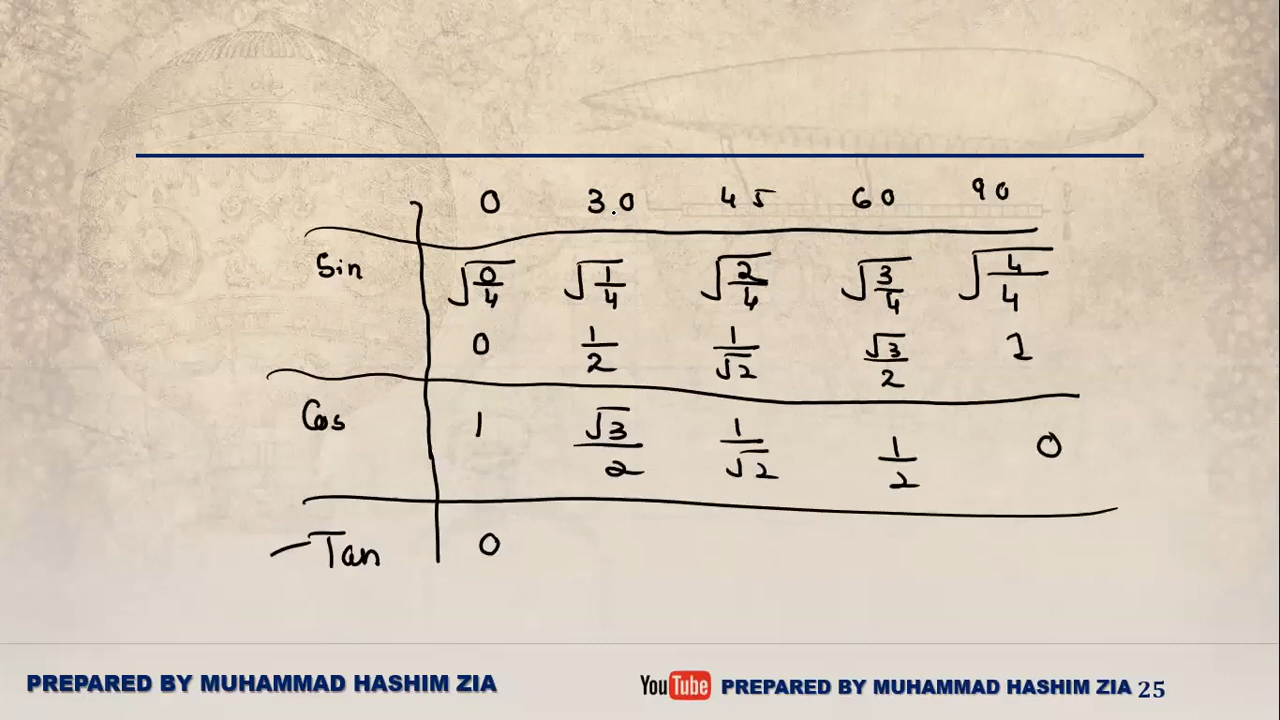 0 30 45 60 90
Sin √0/4 √1/4 √2/4 √3/4 √4/4
0 1/2 1/√2 √3/2 1
Cos 1 √3/2 1/√2 1/2 0
Tan 0
PREPARED BY MUHAMMAD HASHIM ZIA
YouTube PREPARED BY MUHAMMAD HASHIM ZIA 25